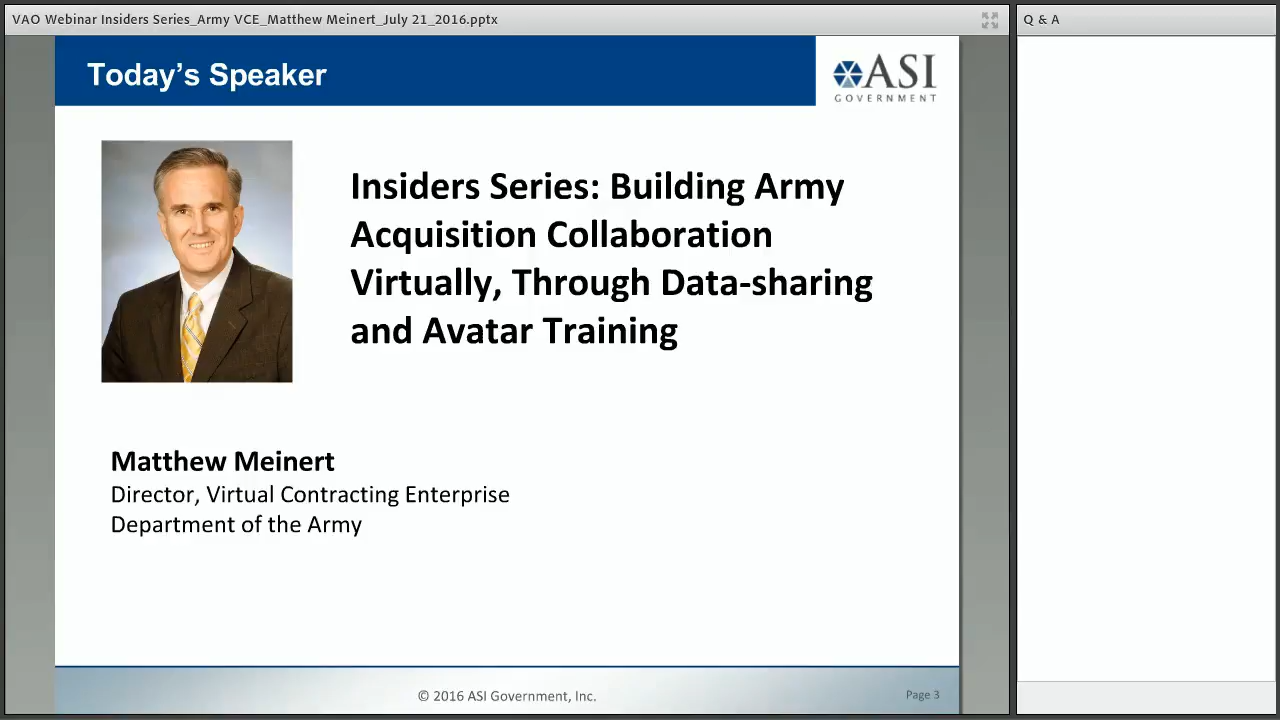 VAO Webinar Insiders Series_Army VCE_Matthew Meinert_July 21_2016.pptx
Q & A
Today's Speaker
ASI
GOVERNMENT
Insiders Series: Building Army
Acquisition Collaboration
Virtually, Through Data-sharing
and Avatar Training
Matthew Meinert
Director, Virtual Contracting Enterprise
Department of the Army
© 2016 ASI Government, Inc.
Page 3